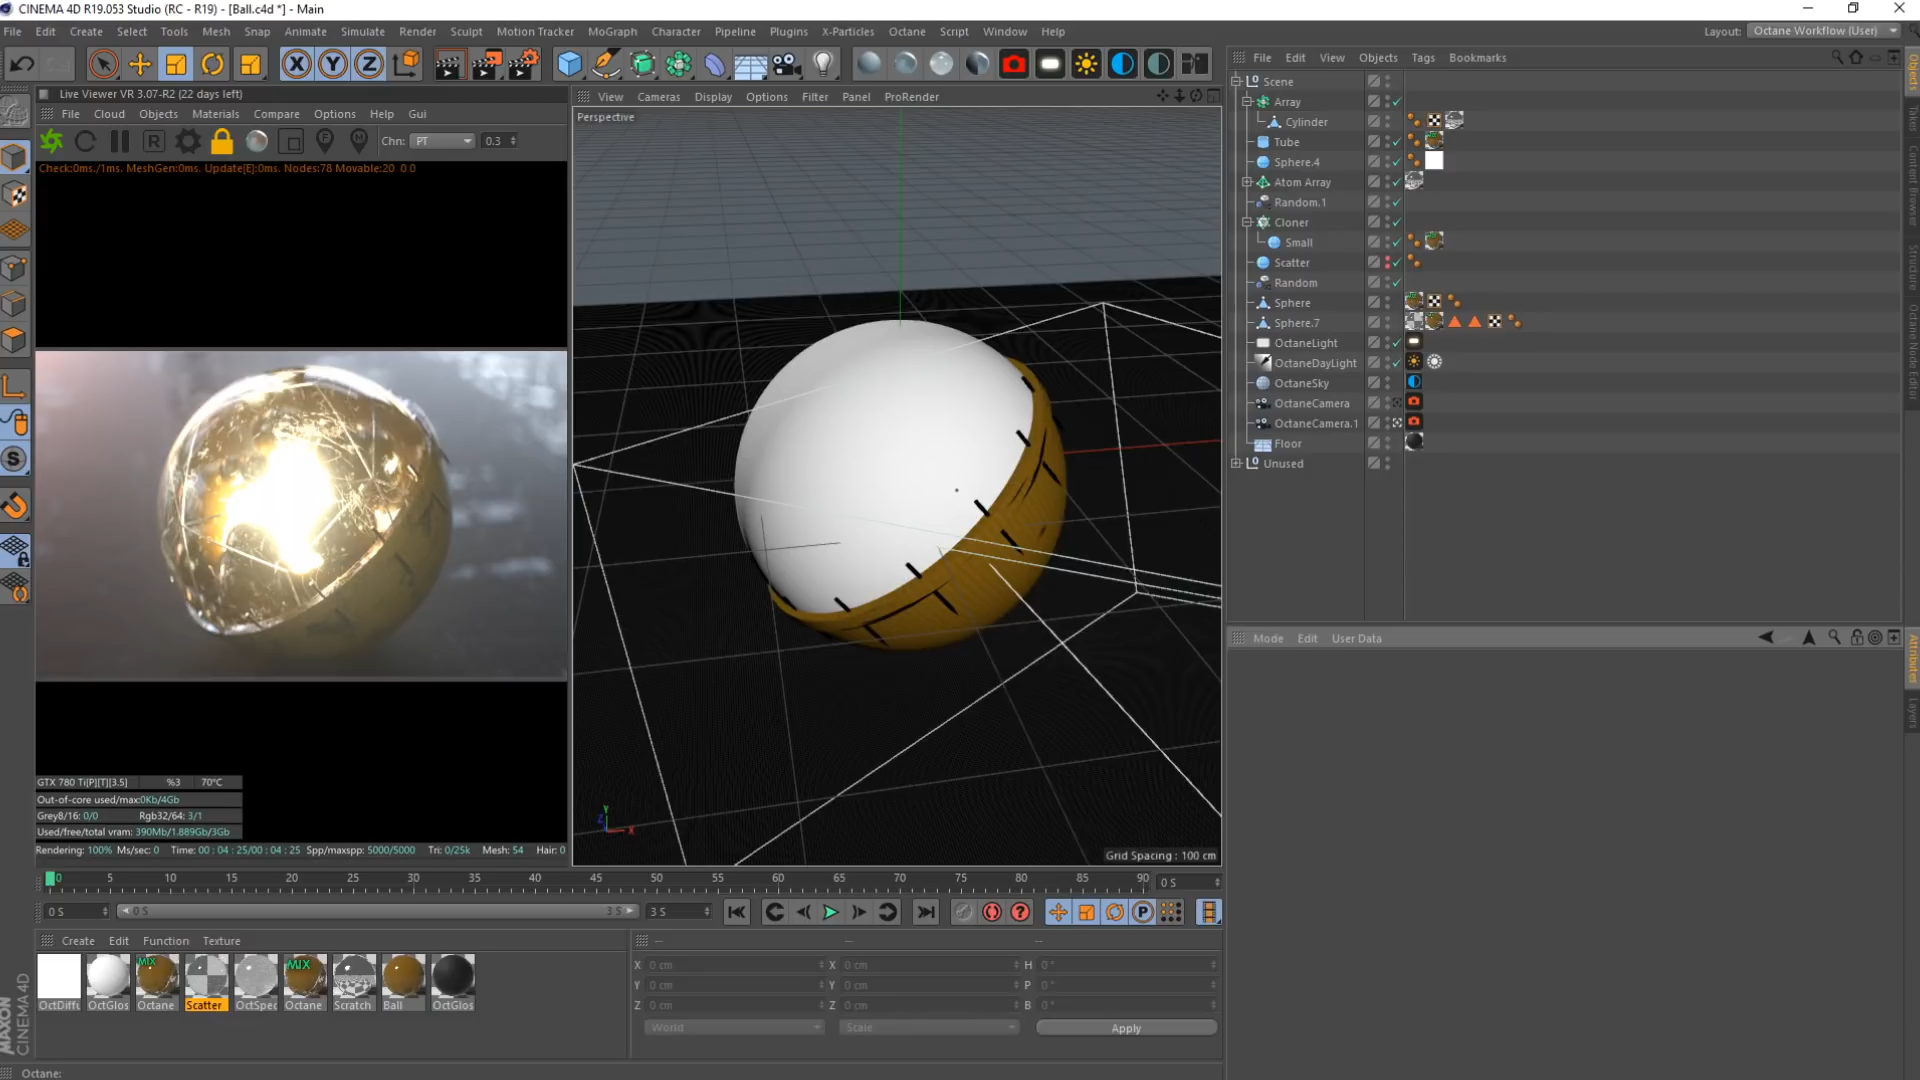 CINEMA 4D R19.053 Studio (RC - R19) - [Ball.c4d *] - Main
File Edit Create Select Tools Mesh Snap Animate Simulate Render Sculpt Motion Tracker MoGraph Character Pipeline Plugins X-Particles Octane Script Window Help
Layout: Octane Workflow (User)
X Y Z
Live Viewer VR 3.07-R2 (22 days left)
File Cloud Objects Materials Compare Options Help Gui
R Chn: PT 0.3
Check:0ms./1ms. MeshGen:0ms. Update[E]:0ms. Nodes:78 Movable:20 0 0
GTX 780 Ti[P][T][3.5] %3 70°C
Out-of-core used/max:0Kb/4Gb
Grey8/16: 0/0 Rgb32/64: 3/1
Used/free/total vram: 390Mb/1.889Gb/3Gb
Rendering: 100% Ms/sec: 0 Time: 00 : 04 : 25/00 : 04 : 25 Spp/maxspp: 5000/5000 Tri: 0/25k Mesh: 54 Hair: 0
View Cameras Display Options Filter Panel ProRender
Perspective
Y
Z
X
Grid Spacing : 100 cm
File Edit View Objects Tags Bookmarks
Scene
Array
Cylinder
Tube
Sphere.4
Atom Array
Random.1
Cloner
Small
Scatter
Random
Sphere
Sphere.7
OctaneLight
OctaneDayLight
OctaneSky
OctaneCamera
OctaneCamera.1
Floor
Unused
Objects
Takes
Content Browser
Structure
Octane Node Editor
Mode Edit User Data
Attributes
Layers
0 5 10 15 20 25 30 35 40 45 50 55 60 65 70 75 80 85 90 0 S
0 S 0 S 3 S 3 S
P
Create Edit Function Texture
MIX MIX
OctDiffu OctGlos Octane Scatter OctSpec Octane Scratch Ball OctGlos
-- -- --
X 0 cm X 0 cm H 0 °
Y 0 cm Y 0 cm P 0 °
Z 0 cm Z 0 cm B 0 °
World Scale Apply
MAXON
CINEMA 4D
Octane: